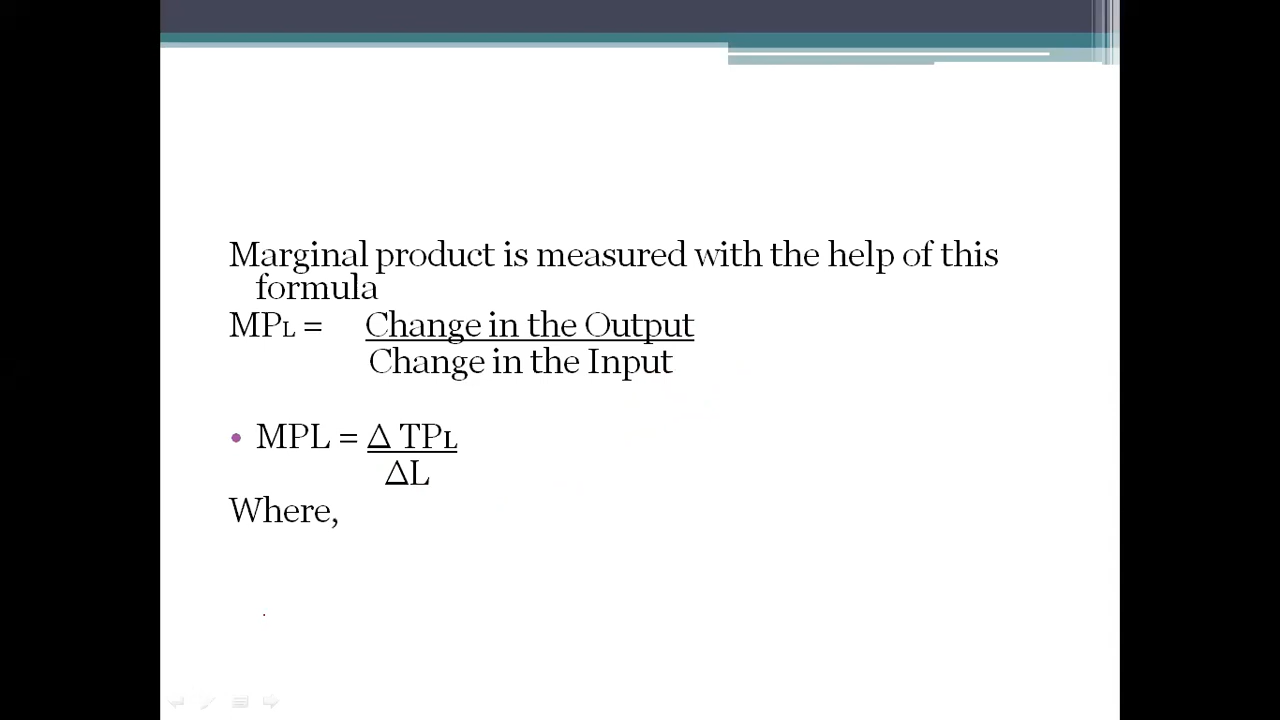 Marginal product is measured with the help of this
formula
MPL = Change in the Output
Change in the Input
• MPL = Δ TPL
ΔL
Where,